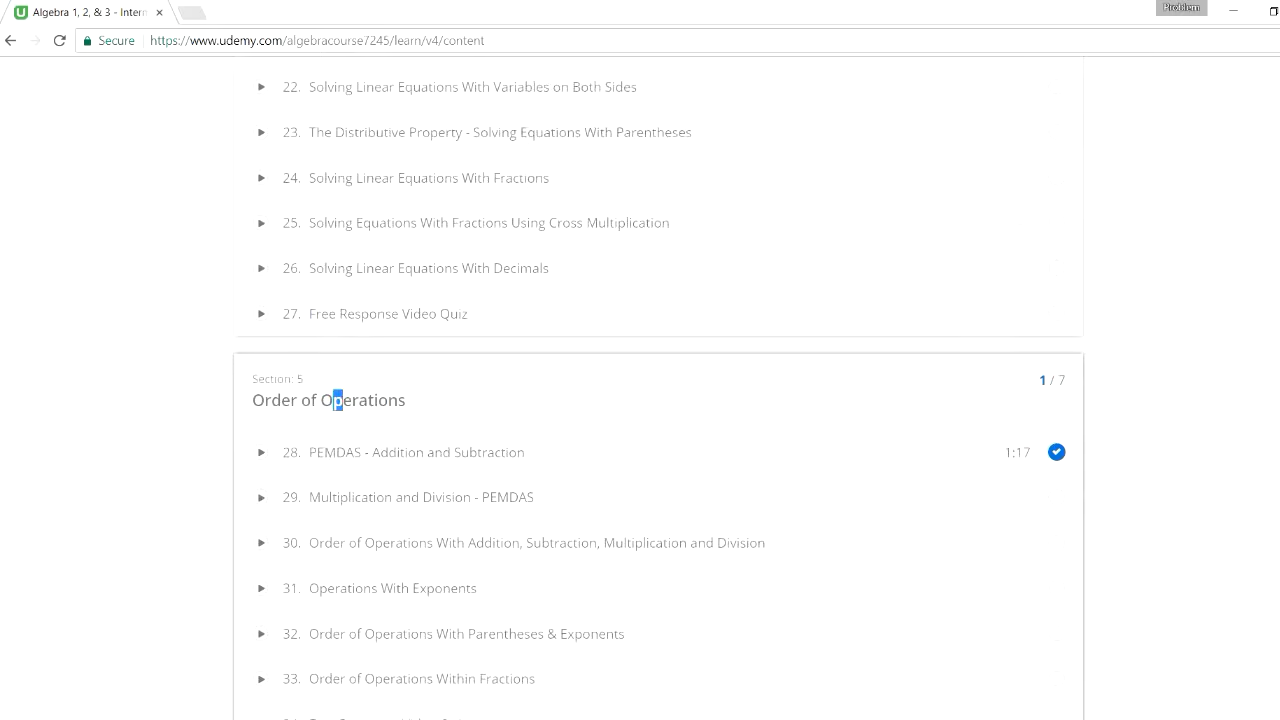 Algebra 1, 2, & 3 - Intern
Problem
Secure https://www.udemy.com/algebracourse7245/learn/v4/content
22. Solving Linear Equations With Variables on Both Sides
23. The Distributive Property - Solving Equations With Parentheses
24. Solving Linear Equations With Fractions
25. Solving Equations With Fractions Using Cross Multiplication
26. Solving Linear Equations With Decimals
27. Free Response Video Quiz
Section: 5
1 / 7
Order of Operations
28. PEMDAS - Addition and Subtraction 1:17
29. Multiplication and Division - PEMDAS
30. Order of Operations With Addition, Subtraction, Multiplication and Division
31. Operations With Exponents
32. Order of Operations With Parentheses & Exponents
33. Order of Operations Within Fractions